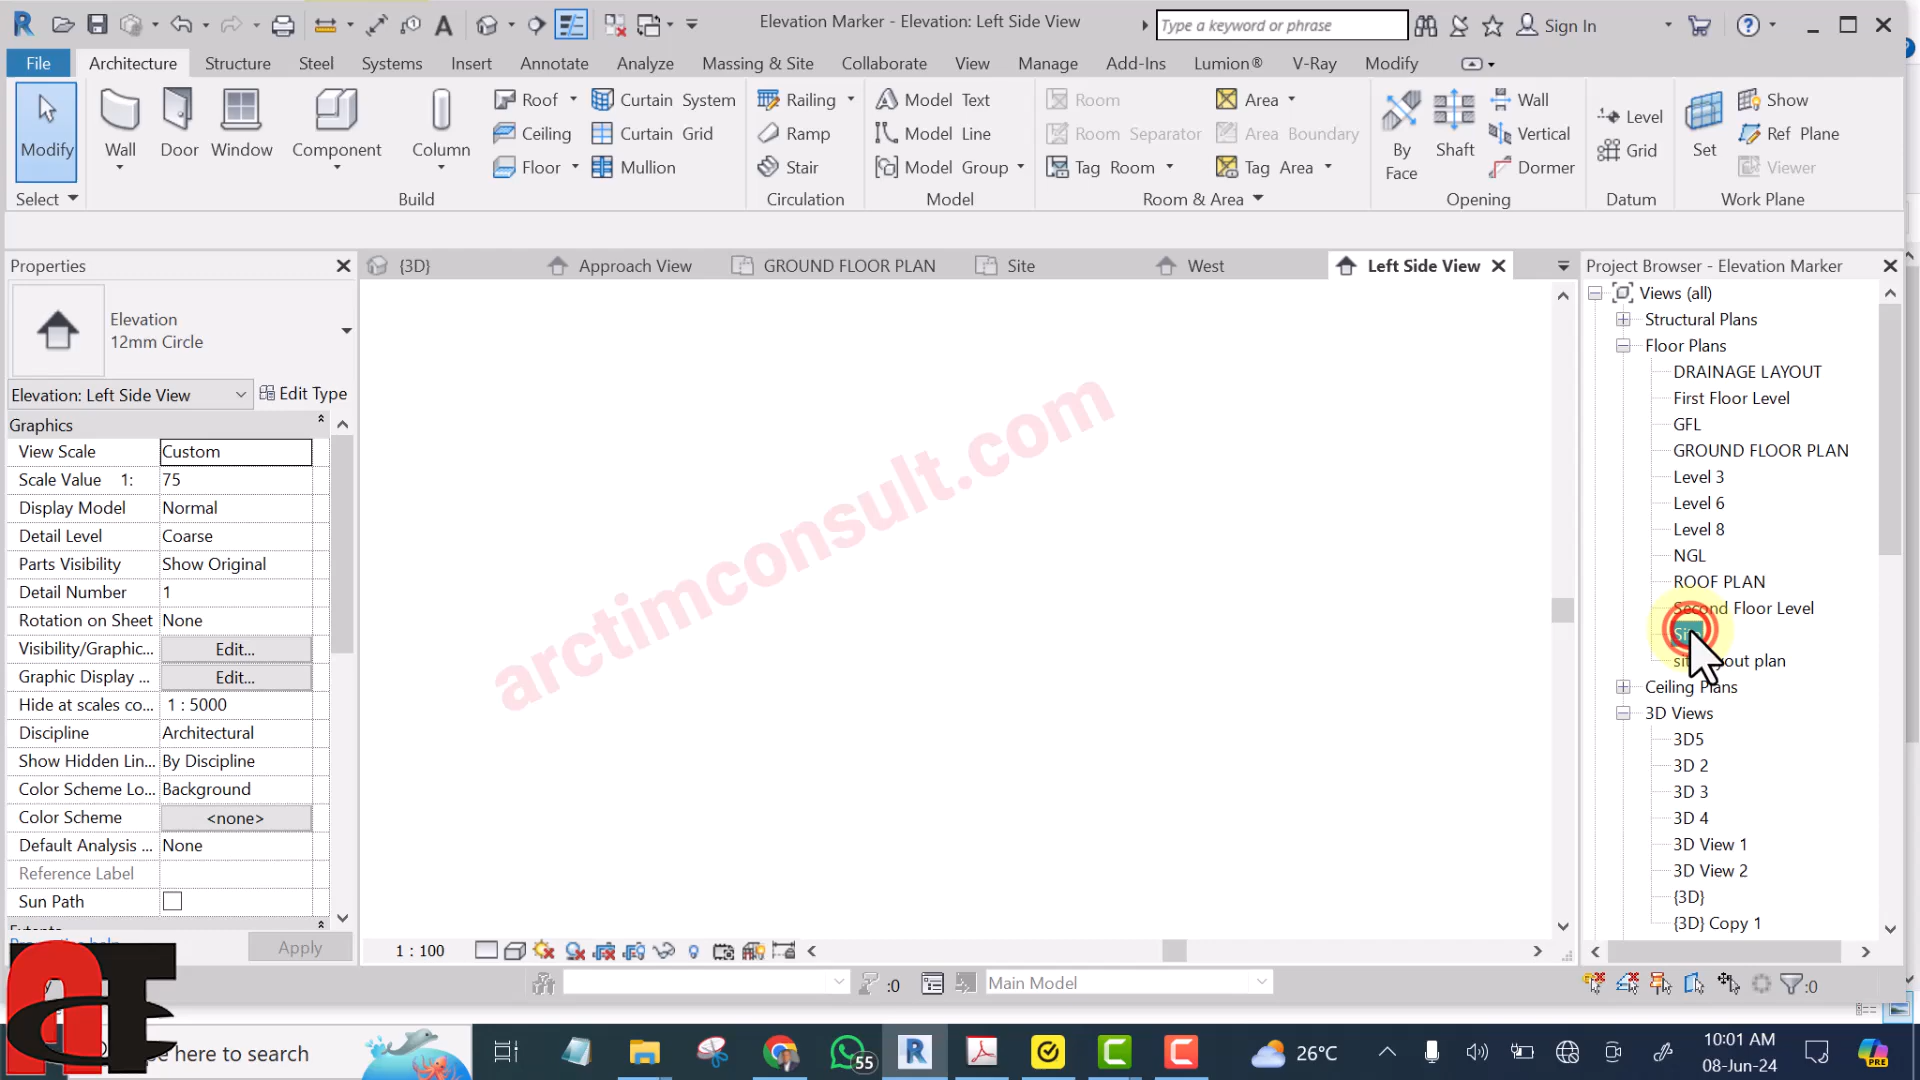 Elevation Marker - Elevation: Left Side View
Type a keyword or phrase
Sign In
File
Architecture
Structure
Steel
Systems
Insert
Annotate
Analyze
Massing & Site
Collaborate
View
Manage
Add-Ins
Lumion®
V-Ray
Modify
Modify
Wall
Door
Window
Component
Column
Roof
Ceiling
Floor
Curtain System
Curtain Grid
Mullion
Railing
Ramp
Stair
Model Text
Model Line
Model Group
Room
Room Separator
Tag Room
Area
Area Boundary
Tag Area
By Face
Shaft
Wall
Vertical
Dormer
Level
Grid
Set
Show
Ref Plane
Viewer
Select
Build
Circulation
Model
Room & Area
Opening
Datum
Work Plane
Properties
{3D}
Approach View
GROUND FLOOR PLAN
Site
West
Left Side View
Project Browser - Elevation Marker
Elevation
12mm Circle
Elevation: Left Side View
Edit Type
Graphics
View Scale Custom
Scale Value 1: 75
Display Model Normal
Detail Level Coarse
Parts Visibility Show Original
Detail Number 1
Rotation on Sheet None
Visibility/Graphic... Edit...
Graphic Display ... Edit...
Hide at scales co... 1 : 5000
Discipline Architectural
Show Hidden Lin... By Discipline
Color Scheme Lo... Background
Color Scheme <none>
Default Analysis ... None
Reference Label
Sun Path
Apply
arctimconsult.com
Views (all)
Structural Plans
Floor Plans
DRAINAGE LAYOUT
First Floor Level
GFL
GROUND FLOOR PLAN
Level 3
Level 6
Level 8
NGL
ROOF PLAN
Second Floor Level
Ceiling Plans
3D Views
3D5
3D 2
3D 3
3D 4
3D View 1
3D View 2
{3D}
{3D} Copy 1
1 : 100
:0
Main Model
:0
here to search
55
26°C
10:01 AM
08-Jun-24
PRE